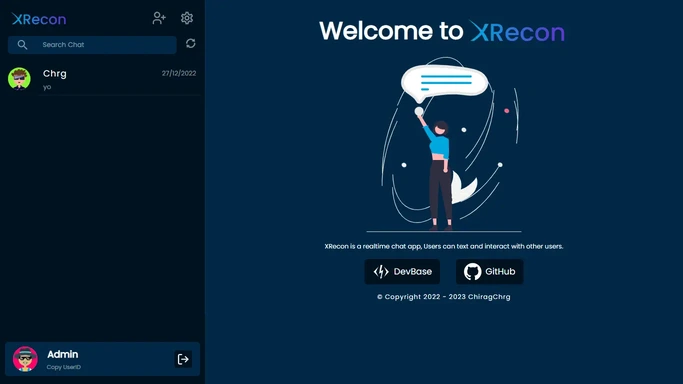 XRecon
Search Chat
Chrg
27/12/2022
yo
Admin
Copy UserID
Welcome to XRecon
XRecon is a realtime chat app, Users can text and interact with other users.
DevBase
GitHub
© Copyright 2022 - 2023 ChiragChrg